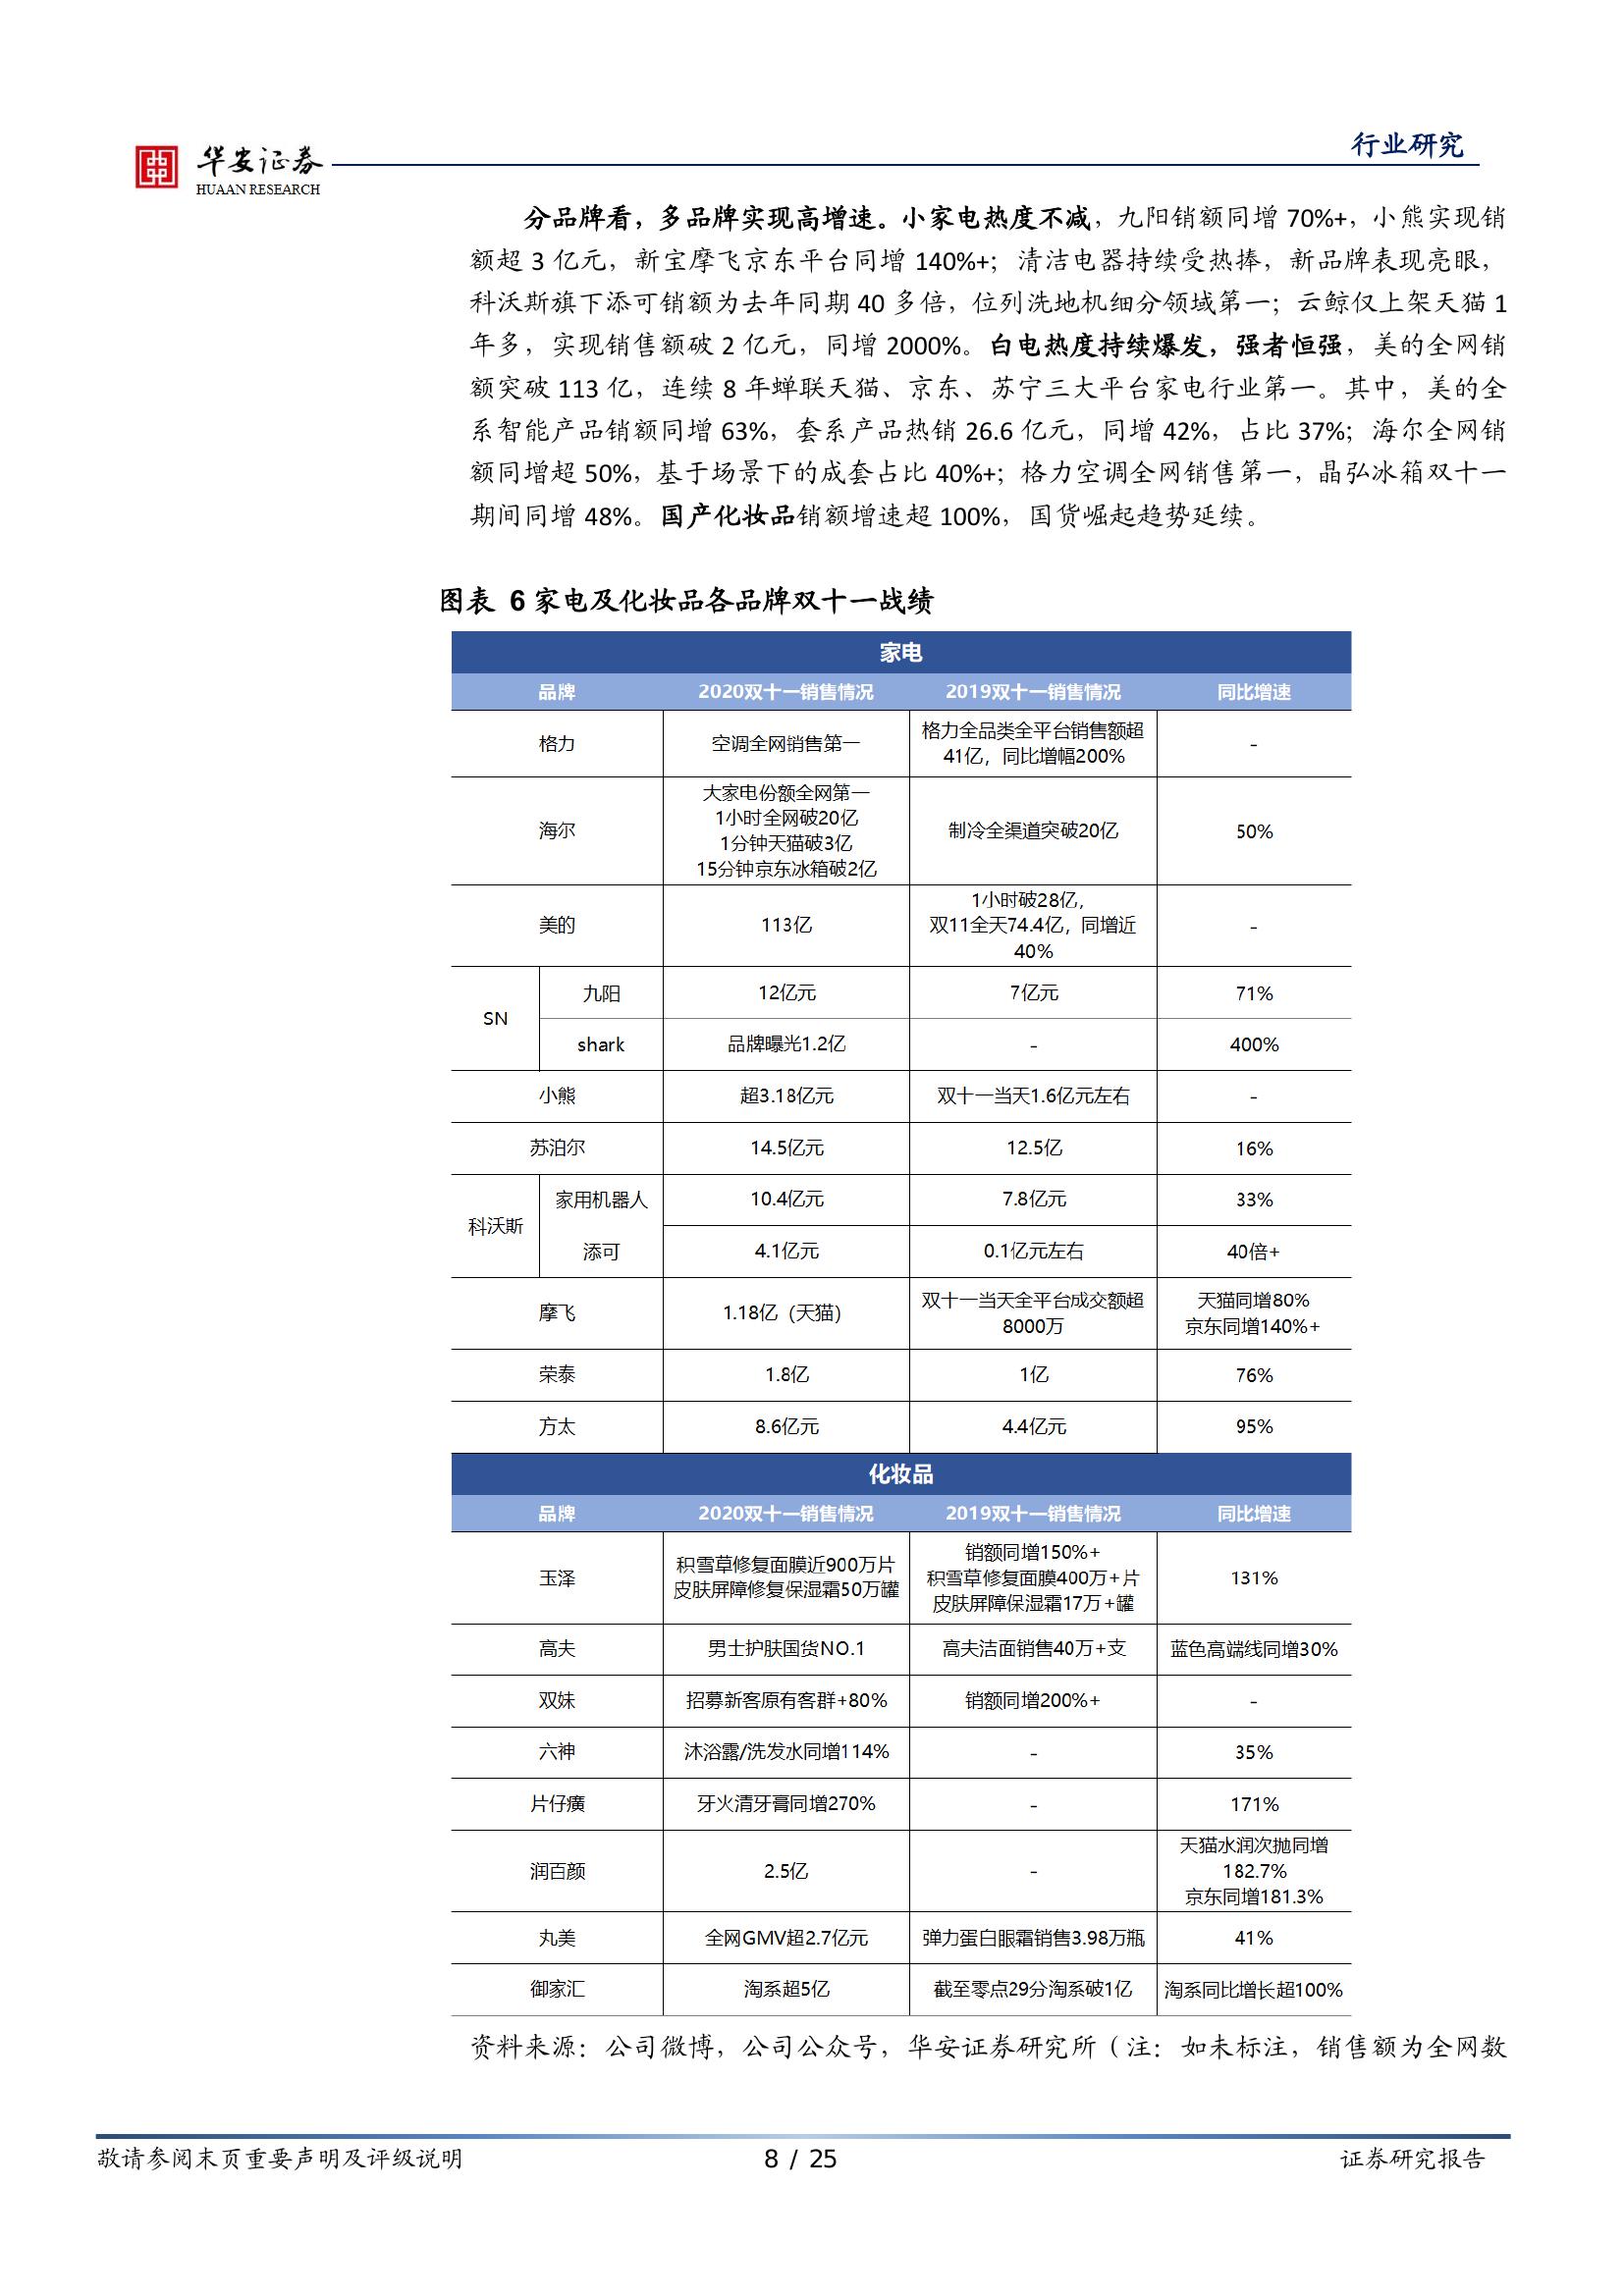 华安证券
HUAAN RESEARCH
行业研究
分品牌看，多品牌实现高增速。小家电热度不减，九阳销额同增 70%+，小熊实现销
额超 3 亿元，新宝摩飞京东平台同增 140%+；清洁电器持续受热捧，新品牌表现亮眼，
科沃斯旗下添可销额为去年同期 40 多倍，位列洗地机细分领域第一；云鲸仅上架天猫 1
年多，实现销售额破 2 亿元，同增 2000%。白电热度持续爆发，强者恒强，美的全网销
额突破 113 亿，连续 8 年蝉联天猫、京东、苏宁三大平台家电行业第一。其中，美的全
系智能产品销额同增 63%，套系产品热销 26.6 亿元，同增 42%，占比 37%；海尔全网销
额同增超 50%，基于场景下的成套占比 40%+；格力空调全网销售第一，晶弘冰箱双十一
期间同增 48%。国产化妆品销额增速超 100%，国货崛起趋势延续。
图表 6 家电及化妆品各品牌双十一战绩
家电
品牌 2020双十一销售情况 2019双十一销售情况 同比增速
格力 空调全网销售第一 格力全品类全平台销售额超
41亿，同比增幅200% -
海尔 大家电份额全网第一
1小时全网破20亿
1分钟天猫破3亿
15分钟京东冰箱破2亿 制冷全渠道突破20亿 50%
美的 113亿 1小时破28亿，
双11全天74.4亿，同增近
40% -
SN 九阳 12亿元 7亿元 71%
shark 品牌曝光1.2亿 - 400%
小熊 超3.18亿元 双十一当天1.6亿元左右 -
苏泊尔 14.5亿元 12.5亿 16%
科沃斯 家用机器人 10.4亿元 7.8亿元 33%
添可 4.1亿元 0.1亿元左右 40倍+
摩飞 1.18亿（天猫） 双十一当天全平台成交额超
8000万 天猫同增80%
京东同增140%+
荣泰 1.8亿 1亿 76%
方太 8.6亿元 4.4亿元 95%
化妆品
品牌 2020双十一销售情况 2019双十一销售情况 同比增速
玉泽 积雪草修复面膜近900万片
皮肤屏障修复保湿霜50万罐 销额同增150%+
积雪草修复面膜400万+片
皮肤屏障保湿霜17万+罐 131%
高夫 男士护肤国货NO.1 高夫洁面销售40万+支 蓝色高端线同增30%
双妹 招募新客原有客群+80% 销额同增200%+ -
六神 沐浴露/洗发水同增114% - 35%
片仔癀 牙火清牙膏同增270% - 171%
润百颜 2.5亿 - 天猫水润次抛同增
182.7%
京东同增181.3%
丸美 全网GMV超2.7亿元 弹力蛋白眼霜销售3.98万瓶 41%
御家汇 淘系超5亿 截至零点29分淘系破1亿 淘系同比增长超100%
资料来源：公司微博，公司公众号，华安证券研究所（注：如未标注，销售额为全网数
敬请参阅末页重要声明及评级说明 8 / 25 证券研究报告